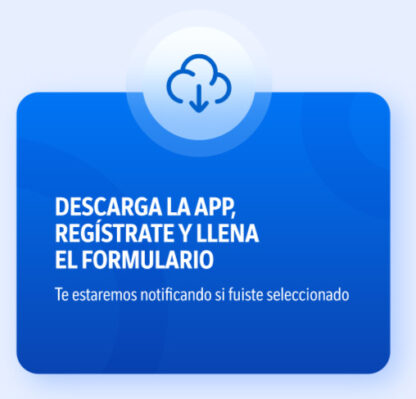 DESCARGA LA APP,
REGÍSTRATE Y LLENA
EL FORMULARIO
Te estaremos notificando si fuiste seleccionado